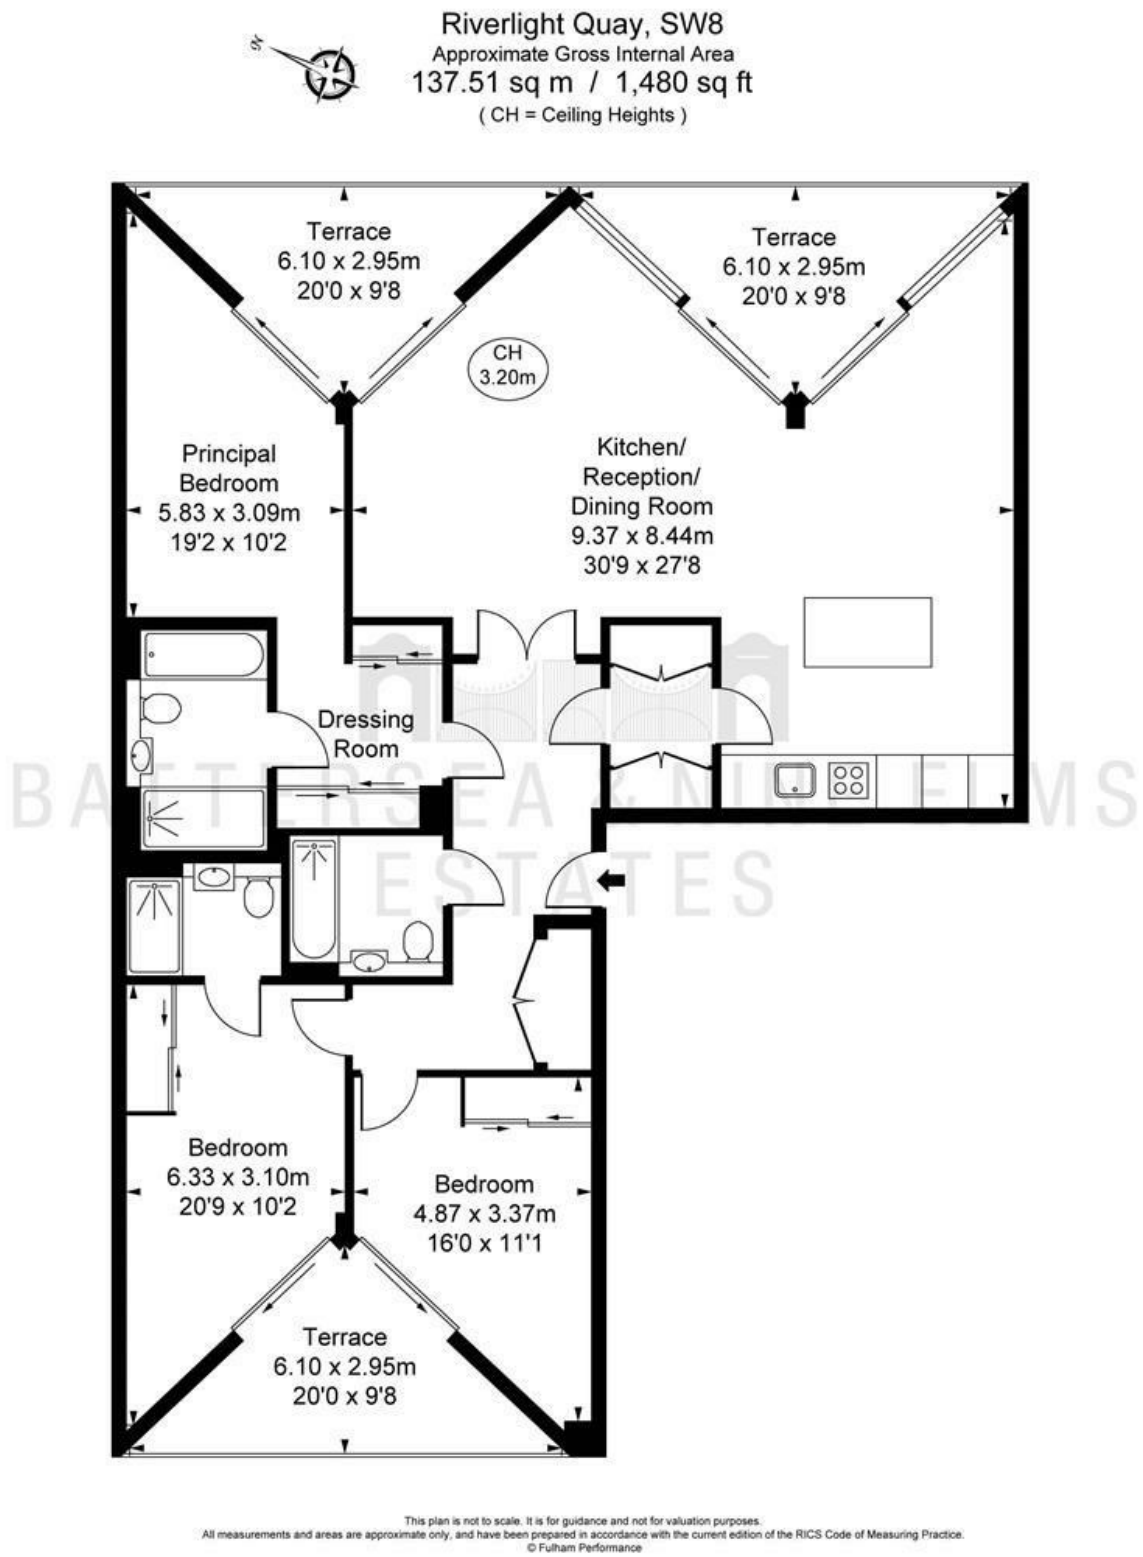 Riverlight Quay, SW8
Approximate Gross Internal Area
137.51 sq m / 1,480 sq ft
( CH = Ceiling Heights )
N
Terrace
6.10 x 2.95m
20'0 x 9'8
Terrace
6.10 x 2.95m
20'0 x 9'8
CH
3.20m
Principal
Bedroom
5.83 x 3.09m
19'2 x 10'2
Kitchen/
Reception/
Dining Room
9.37 x 8.44m
30'9 x 27'8
Dressing
Room
BATTERSEA & NINE ELMS
ESTATES
Bedroom
6.33 x 3.10m
20'9 x 10'2
Bedroom
4.87 x 3.37m
16'0 x 11'1
Terrace
6.10 x 2.95m
20'0 x 9'8
This plan is not to scale. It is for guidance and not for valuation purposes.
All measurements and areas are approximate only, and have been prepared in accordance with the current edition of the RICS Code of Measuring Practice.
© Fulham Performance